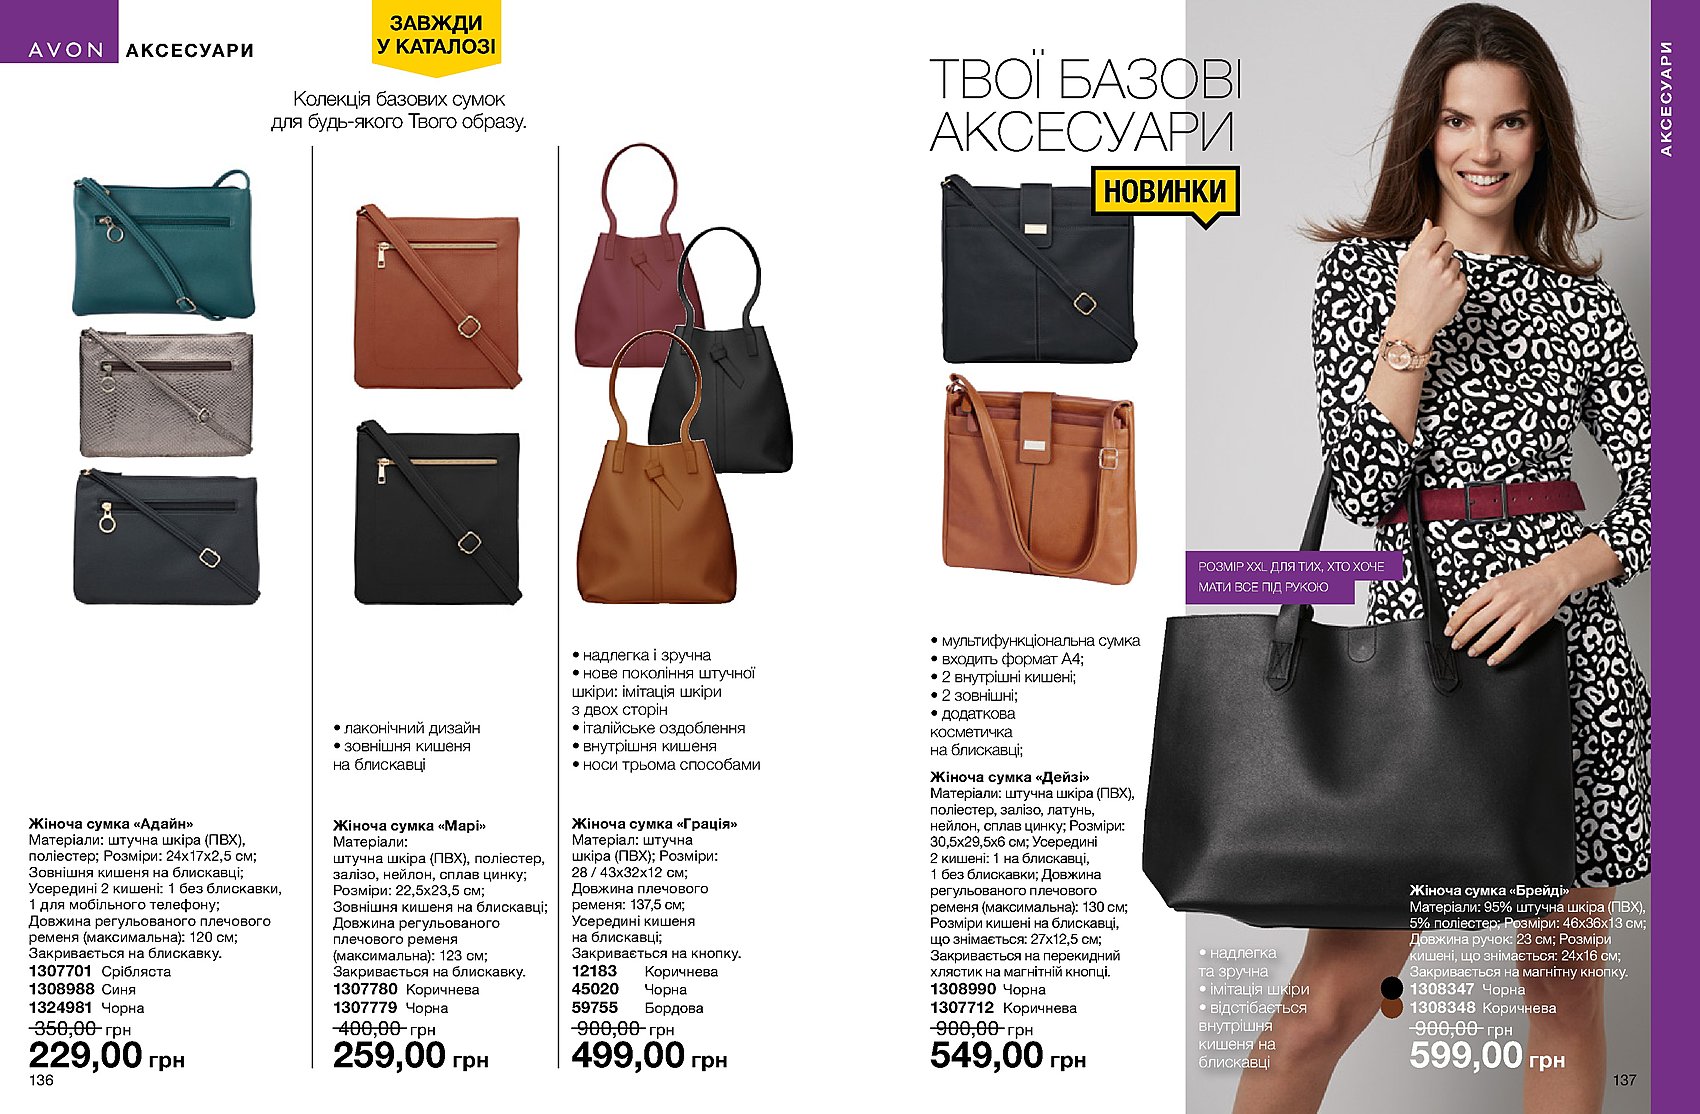 AVON АКСЕСУАРИ
ЗАВЖДИ
У КАТАЛОЗІ
Колекція базових сумок
для будь-якого Твого образу.
• лаконічний дизайн
• зовнішня кишеня
на блискавці
• надлегка і зручна
• нове покоління штучної
шкіри: імітація шкіри
з двох сторін
• італійське оздоблення
• внутрішня кишеня
• носи трьома способами
Жіноча сумка «Адайн»
Матеріали: штучна шкіра (ПВХ),
поліестер; Розміри: 24х17х2,5 см;
Зовнішня кишеня на блискавці;
Усередині 2 кишені: 1 без блискавки,
1 для мобільного телефону;
Довжина регульованого плечового
ременя (максимальна): 120 см;
Закривається на блискавку.
1307701 Срібляста
1308988 Синя
1324981 Чорна
350,00 грн
229,00 грн
136
Жіноча сумка «Марі»
Матеріали:
штучна шкіра (ПВХ), поліестер,
залізо, нейлон, сплав цинку;
Розміри: 22,5х23,5 см;
Зовнішня кишеня на блискавці;
Довжина регульованого
плечового ременя
(максимальна): 123 см;
Закривається на блискавку.
1307780 Коричнева
1307779 Чорна
400,00 грн
259,00 грн
Жіноча сумка «Грація»
Матеріал: штучна
шкіра (ПВХ); Розміри:
28 / 43х32х12 см;
Довжина плечового
ременя: 137,5 см;
Усередині кишеня
на блискавці;
Закривається на кнопку.
12183 Коричнева
45020 Чорна
59755 Бордова
900,00 грн
499,00 грн
ТВОЇ БАЗОВІ
АКСЕСУАРИ
НОВИНКИ
АКСЕСУАРИ
РОЗМІР XXL ДЛЯ ТИХ, ХТО ХОЧЕ
МАТИ ВСЕ ПІД РУКОЮ
• мультифункціональна сумка
• входить формат А4;
• 2 внутрішні кишені;
• 2 зовнішні;
• додаткова
косметичка
на блискавці;
Жіноча сумка «Дейзі»
Матеріали: штучна шкіра (ПВХ),
поліестер, залізо, латунь,
нейлон, сплав цинку; Розміри:
30,5х29,5х6 см; Усередині
2 кишені: 1 на блискавці,
1 без блискавки; Довжина
регульованого плечового
ременя (максимальна): 130 см;
Розміри кишені на блискавці,
що знімається: 27х12,5 см;
Закривається на перекидний
хлястик на магнітній кнопці.
1308990 Чорна
1307712 Коричнева
900,00 грн
549,00 грн
• надлегка
та зручна
• імітація шкіри
• відстібається
внутрішня
кишеня на
блискавці
Жіноча сумка «Брейді»
Матеріали: 95% штучна шкіра (ПВХ),
5% поліестер; Розміри: 46х36х13 см;
Довжина ручок: 23 см; Розміри
кишені, що знімається: 24х16 см;
Закривається на магнітну кнопку.
1308347 Чорна
1308348 Коричнева
900,00 грн
599,00 грн
137